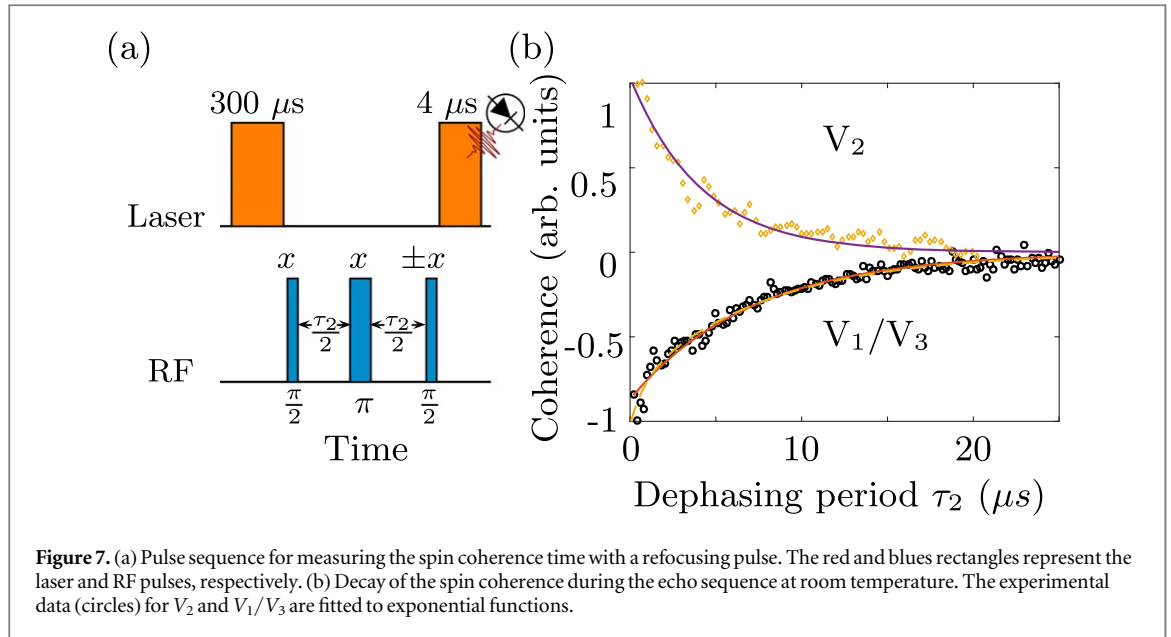 (a)
300 μs
4 μs
Laser
x
x
±x
τ₂/2
τ₂/2
RF
π/2
π
π/2
Time
(b)
Coherence (arb. units)
1
0.5
0
-0.5
-1
V₂
V₁/V₃
0
10
20
Dephasing period τ₂ (μs)
Figure 7. (a) Pulse sequence for measuring the spin coherence time with a refocusing pulse. The red and blues rectangles represent the
laser and RF pulses, respectively. (b) Decay of the spin coherence during the echo sequence at room temperature. The experimental
data (circles) for V₂ and V₁/V₃ are fitted to exponential functions.